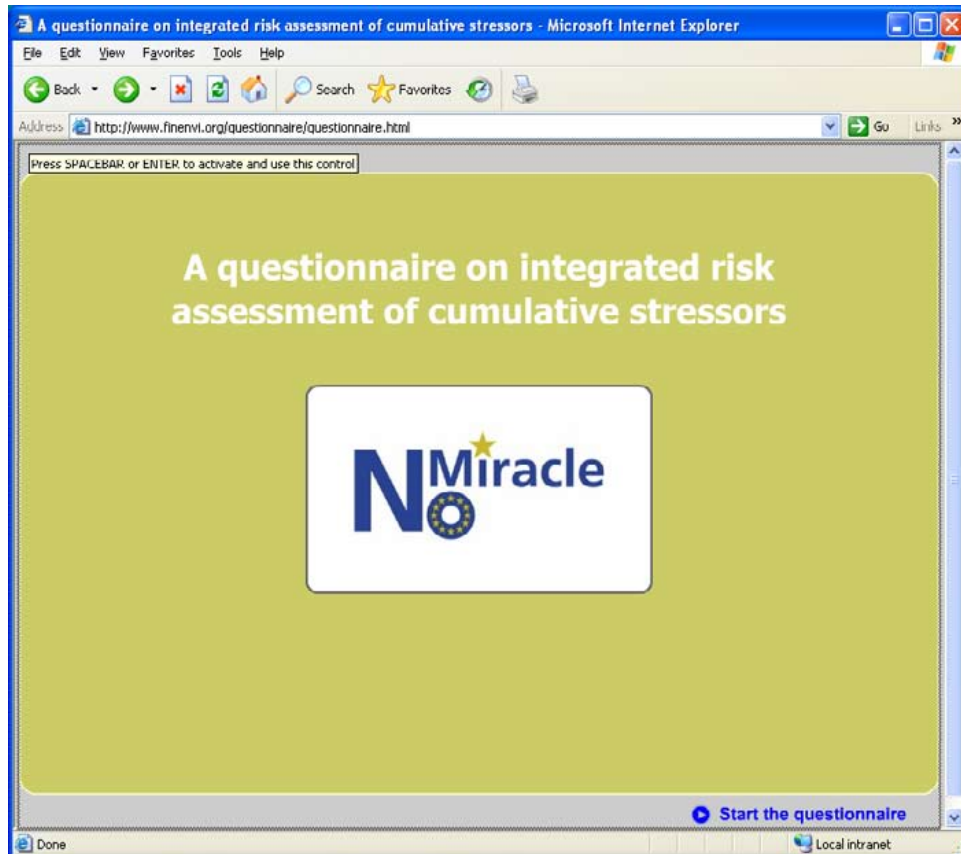 A questionnaire on integrated risk assessment of cumulative stressors - Microsoft Internet Explorer
File Edit View Favorites Tools Help
Back Search Favorites
Address http://www.finenvi.org/questionnaire/questionnaire.html Go Links »
Press SPACEBAR or ENTER to activate and use this control
A questionnaire on integrated risk
assessment of cumulative stressors
No Miracle
Start the questionnaire
Done Local intranet